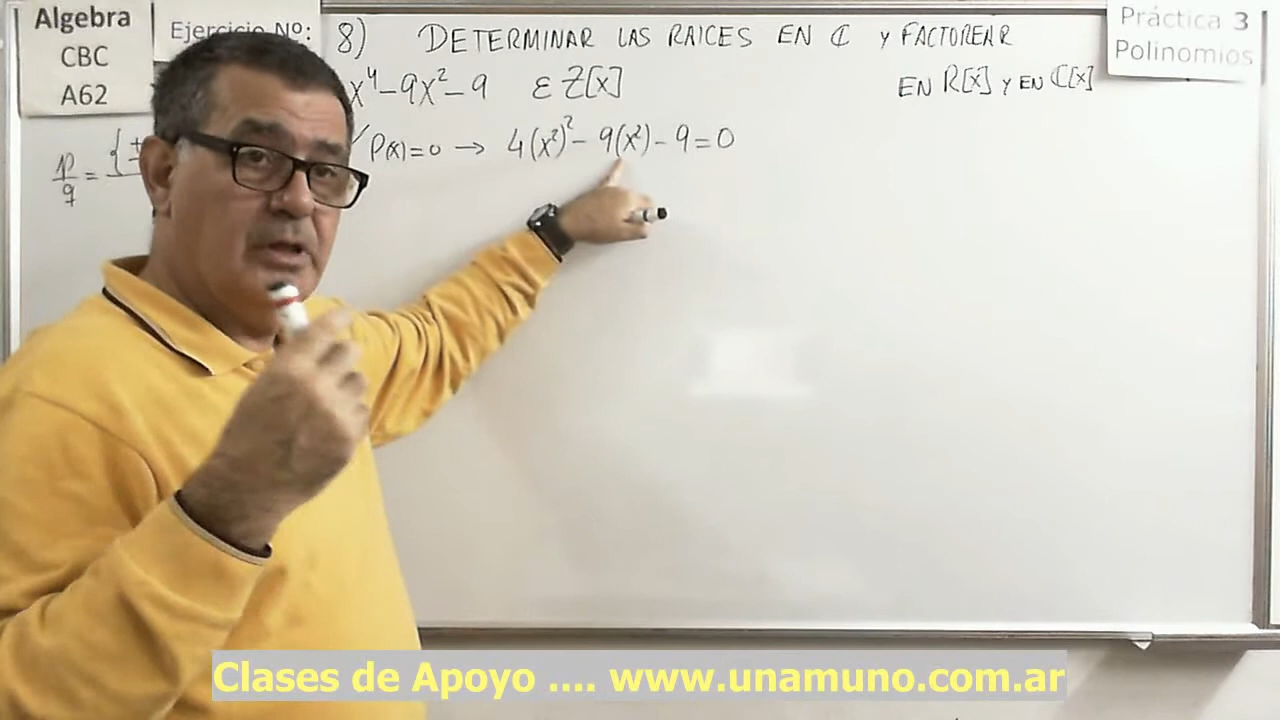 Algebra
CBC
A62
Ejercicio Nº:
8) DETERMINAR LAS RAICES EN ℂ y FACTOREAR
EN R[X] y EN ℂ[X]
x⁴-9x²-9 ε Z[x]
P(x)=0 → 4(x²)²-9(x²)-9=0
p/q = {±
Práctica 3
Polinomios
Clases de Apoyo .... www.unamuno.com.ar